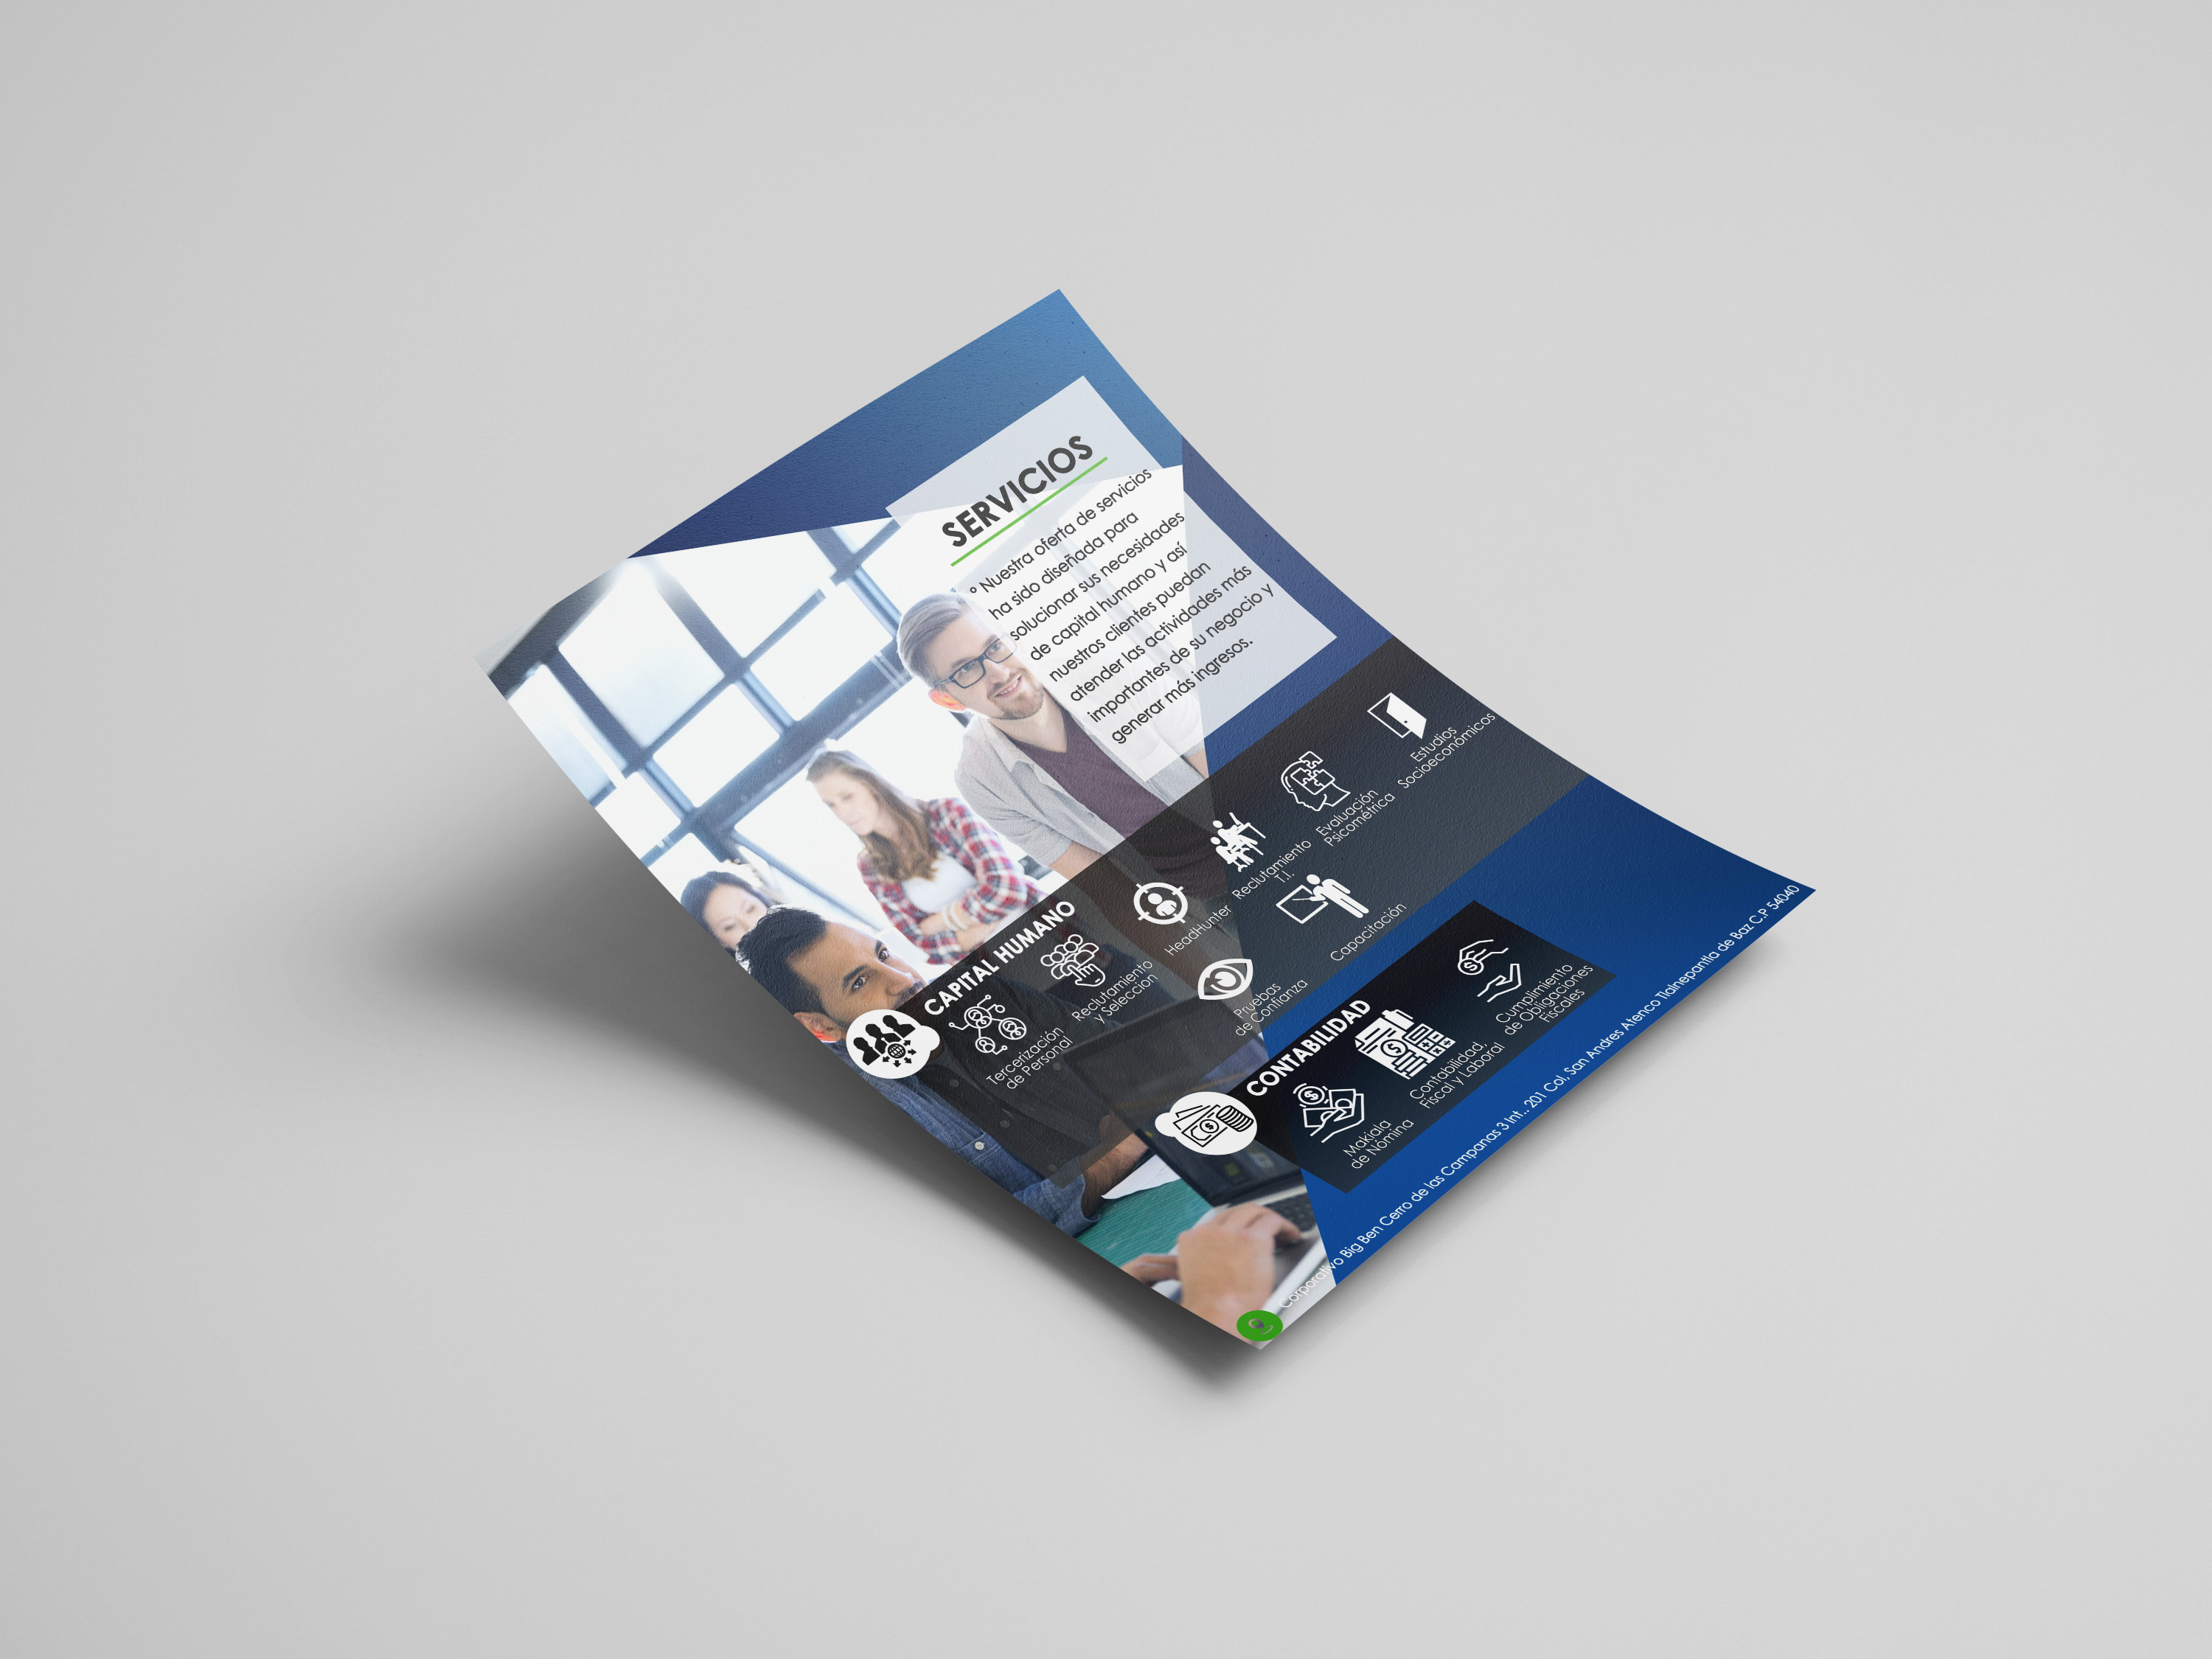 SERVICIOS
° Nuestra oferta de servicios
ha sido diseñada para
solucionar sus necesidades
de capital humano y así
nuestros clientes puedan
atender las actividades más
importantes de su negocio y
generar más ingresos.
CAPITAL HUMANO
Tercerización
de Personal
Reclutamiento
y Selección
HeadHunter
Reclutamiento
T.I.
Evaluación
Psicométrica
Estudios
Socioeconómicos
Pruebas
de Confianza
Capacitación
CONTABILIDAD
Makiala
de Nómina
Contabilidad,
Fiscal y Laboral
Cumplimiento
de Obligaciones
Fiscales
Corporativo Big Ben Cerro de las Campanas 3 Int.. 201 Col, San Andres Atenco Tlalnepantla de Baz C.P 54040